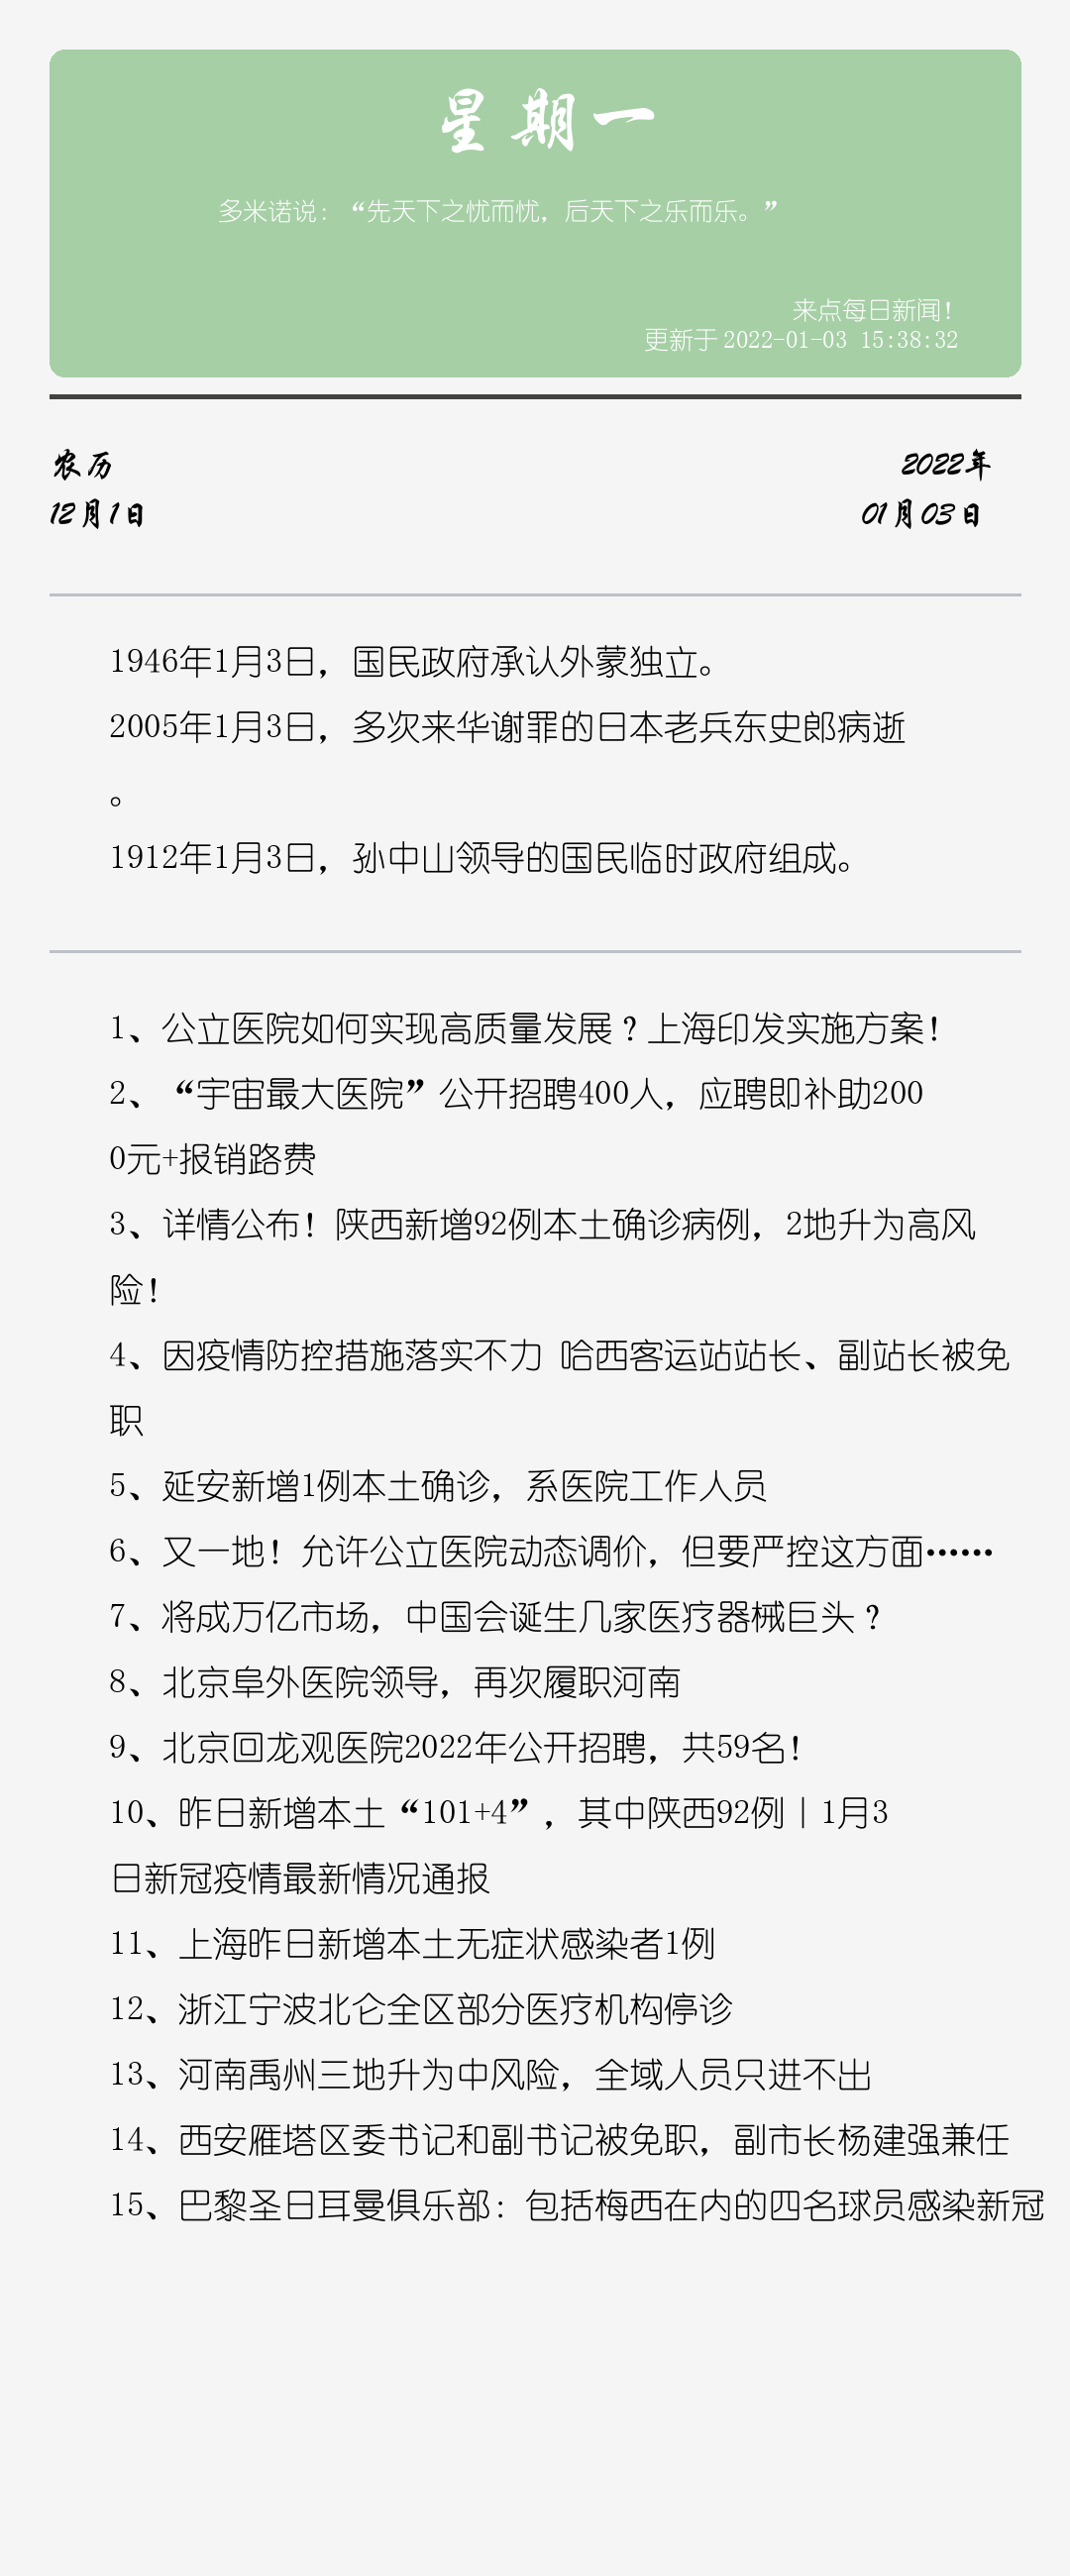 星期一
多米诺说：“先天下之忧而忧，后天下之乐而乐。”
来点每日新闻！
更新于 2022-01-03 15:38:32
农历
2022年
12月1日
01月03日
1946年1月3日，国民政府承认外蒙独立。
2005年1月3日，多次来华谢罪的日本老兵东史郎病逝
。
1912年1月3日，孙中山领导的国民临时政府组成。
1、公立医院如何实现高质量发展？上海印发实施方案！
2、“宇宙最大医院”公开招聘400人，应聘即补助200
0元+报销路费
3、详情公布！陕西新增92例本土确诊病例，2地升为高风
险！
4、因疫情防控措施落实不力 哈西客运站站长、副站长被免
职
5、延安新增1例本土确诊，系医院工作人员
6、又一地！允许公立医院动态调价，但要严控这方面……
7、将成万亿市场，中国会诞生几家医疗器械巨头？
8、北京阜外医院领导，再次履职河南
9、北京回龙观医院2022年公开招聘，共59名！
10、昨日新增本土“101+4”，其中陕西92例｜1月3
日新冠疫情最新情况通报
11、上海昨日新增本土无症状感染者1例
12、浙江宁波北仑全区部分医疗机构停诊
13、河南禹州三地升为中风险，全域人员只进不出
14、西安雁塔区委书记和副书记被免职，副市长杨建强兼任
15、巴黎圣日耳曼俱乐部：包括梅西在内的四名球员感染新冠